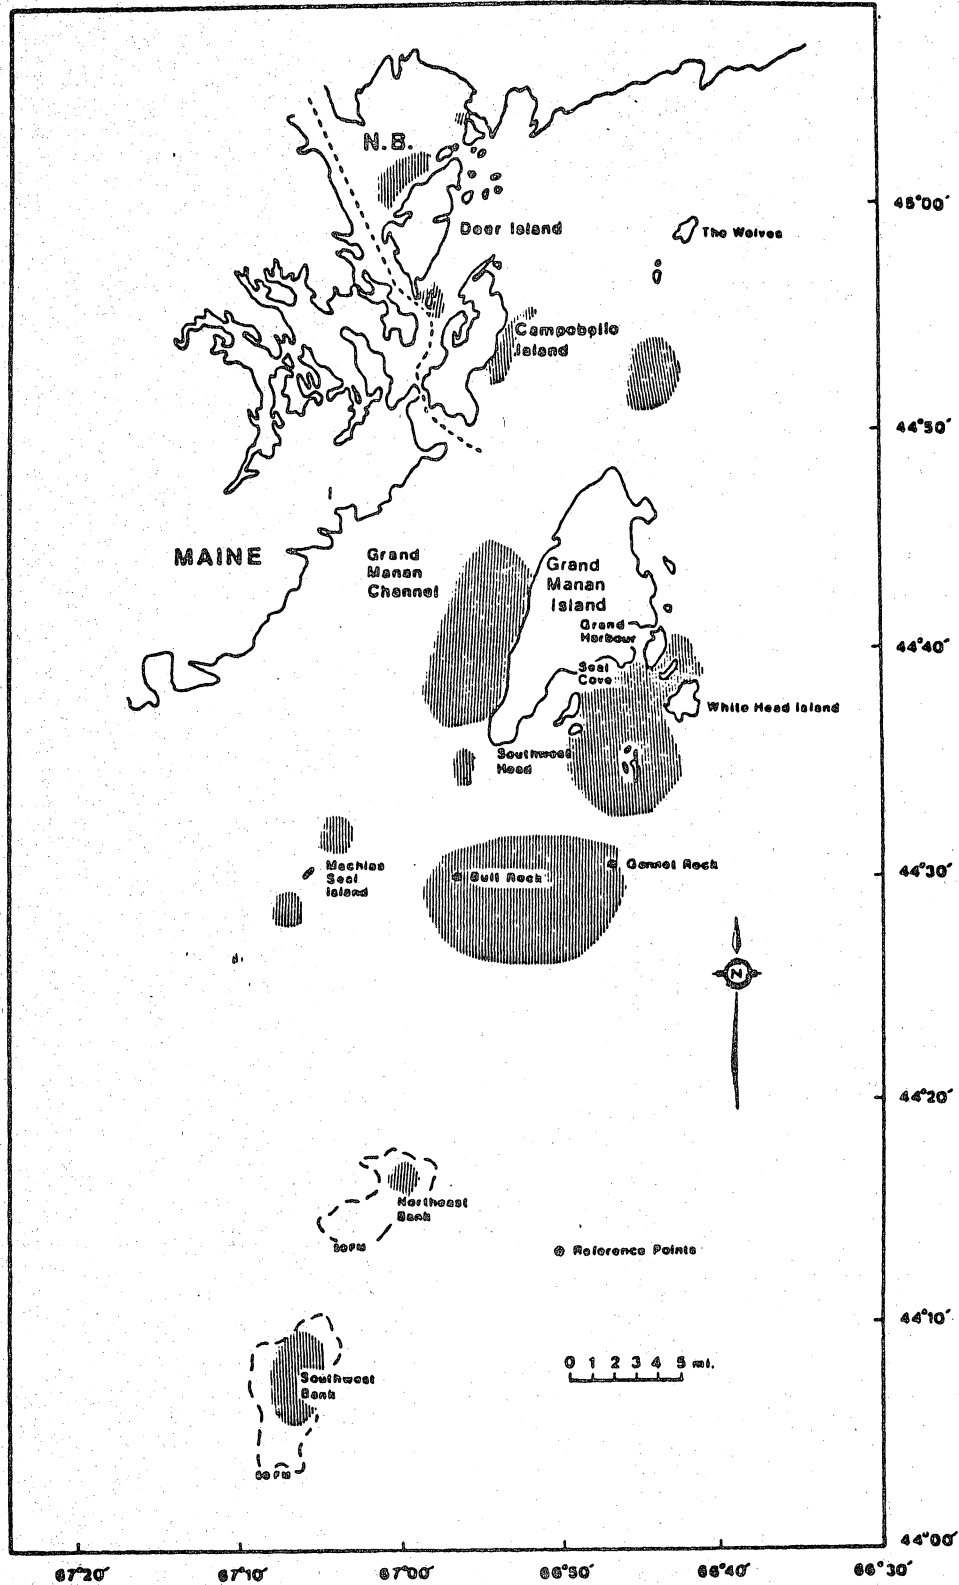 N.B.
45°00′
Deer Island
The Wolves
Campobello
Island
44°50′
MAINE
Grand
Manan
Channel
Grand
Manan
Island
Grand
Harbour
44°40′
Seal
Cove
White Head Island
Southwest
Head
Machias
Seal
Island
Bull Rock
Gannet Rock
44°30′
N
44°20′
Northeast
Bank
50FM
Reference Points
44°10′
0 1 2 3 4 5 mi.
Southwest
Bank
50FM
44°00′
67°20′ 67°10′ 67°00′ 66°50′ 66°40′ 66°30′